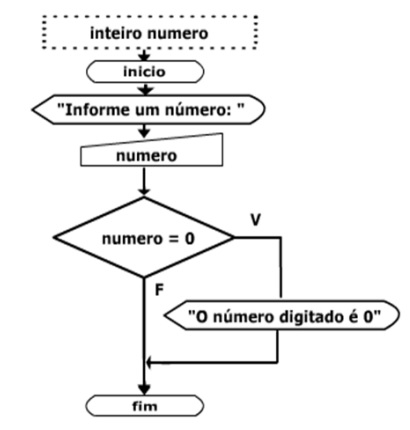 inteiro numero
inicio
"Informe um número: "
numero
numero = 0
V
F
"O número digitado é 0"
fim